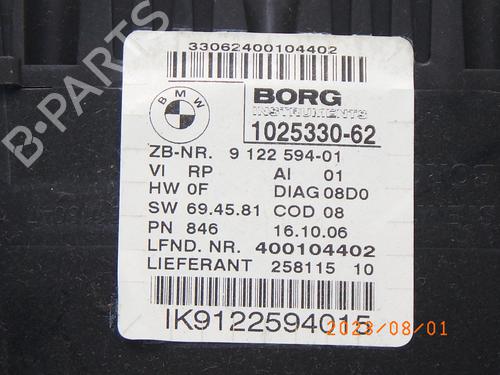 33062400104402
BMW
BORG
INSTRUMENTS
1025330-62
ZB-NR. 9 122 594-01
VI RP AI 01
HW 0F DIAG 08D0
SW 69.45.81 COD 08
PN 846 16.10.06
LFND. NR. 400104402
LIEFERANT 258115 10
IK9122594015
2023/08/01
B-PARTS